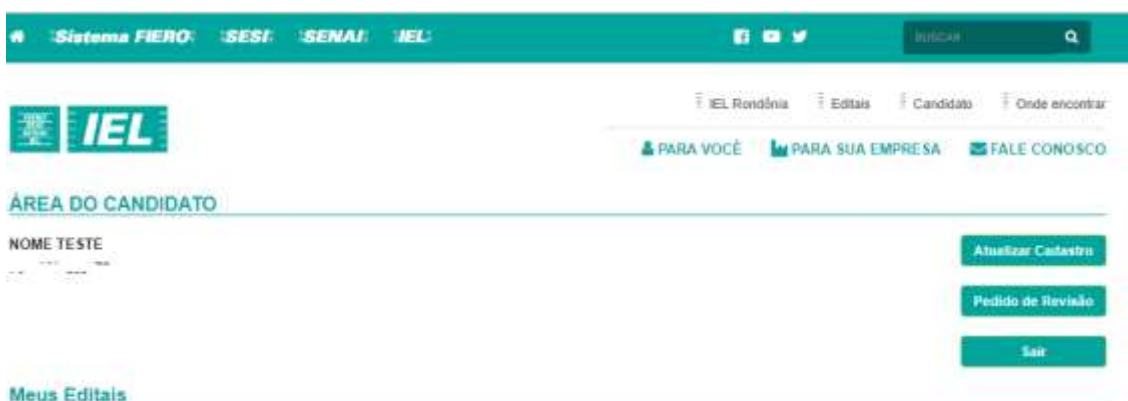 Sistema FIERO SESI SENAI IEL BUSCAR
IEL Rondônia Editais Candidato Onde encontrar
IEL
PARA VOCÊ PARA SUA EMPRESA FALE CONOSCO
ÁREA DO CANDIDATO
NOME TESTE
Atualizar Cadastro
Pedido de Revisão
Sair
Meus Editais